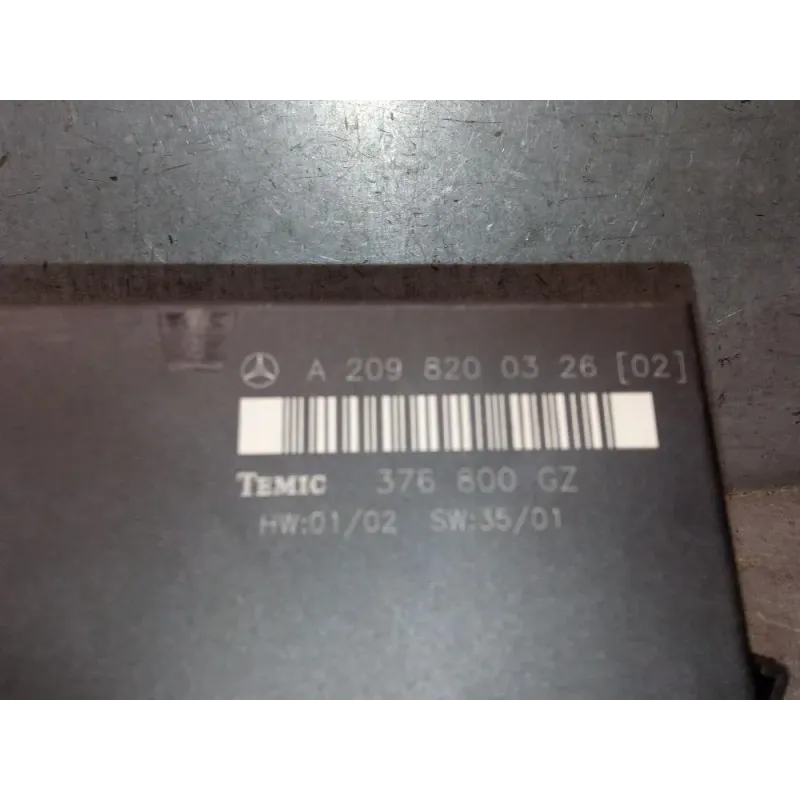 A 209 820 03 26 [02]
TEMIC 376 800 GZ
HW:01/02 SW:35/01